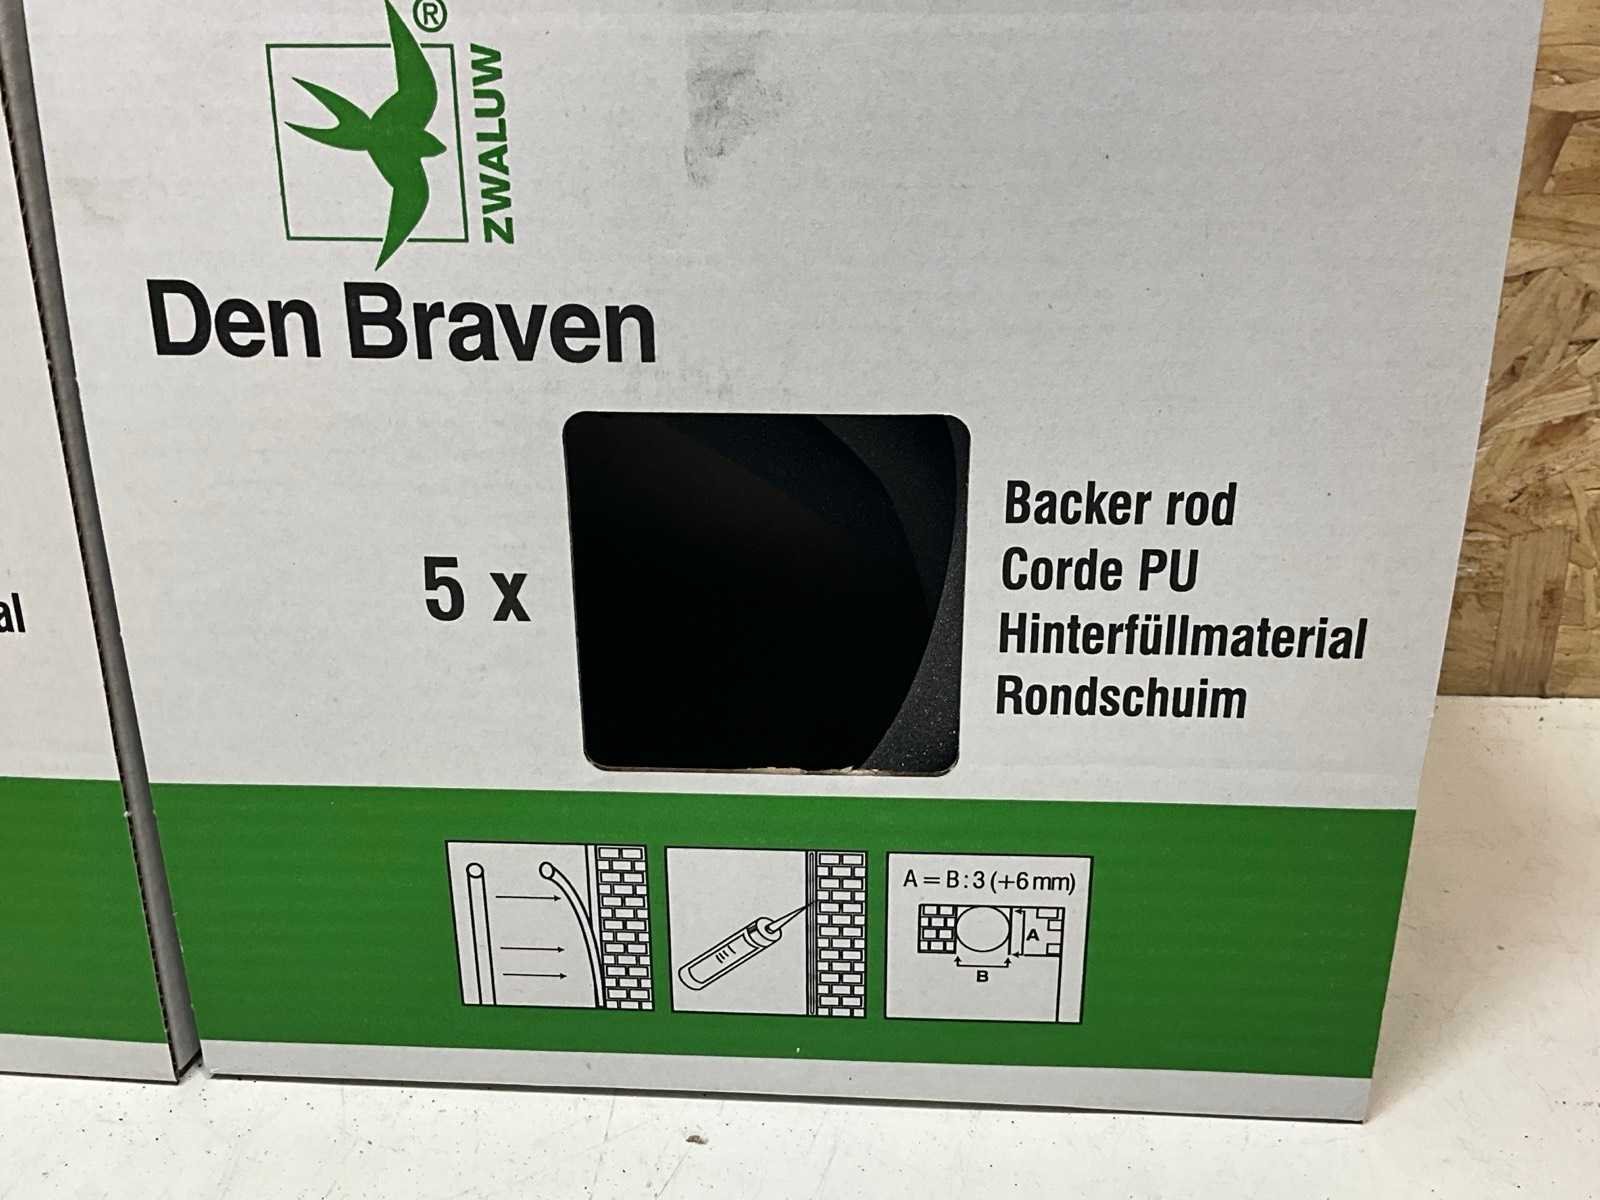 ®
ZWALUW
Den Braven
5 x
Backer rod
Corde PU
Hinterfüllmaterial
Rondschuim
al
A = B : 3 (+6 mm)
A
B